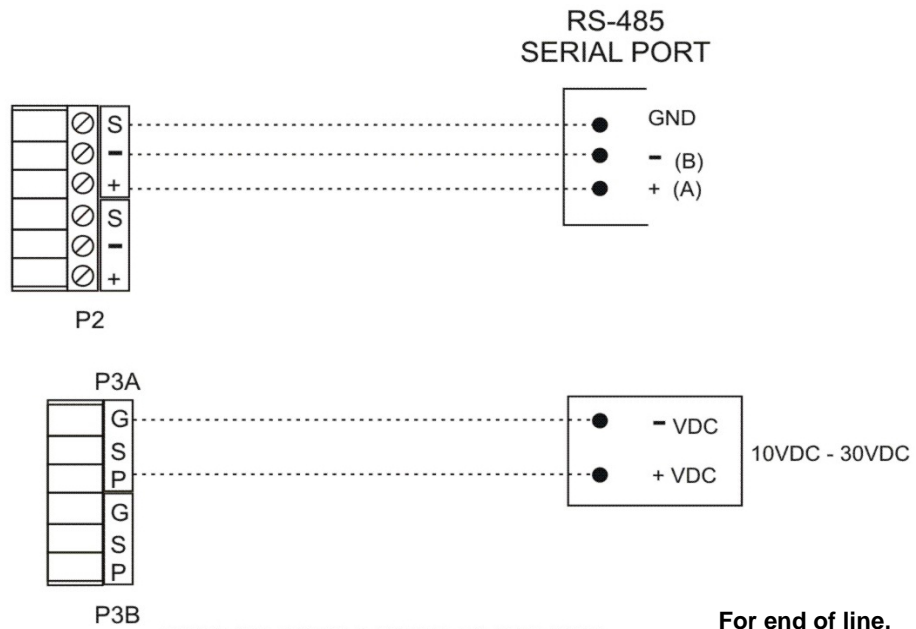 RS-485
SERIAL PORT
S
-
+
S
-
+
GND
- (B)
+ (A)
P2
P3A
G
S
P
G
S
P
- VDC
+ VDC
10VDC - 30VDC
P3B
For end of line,